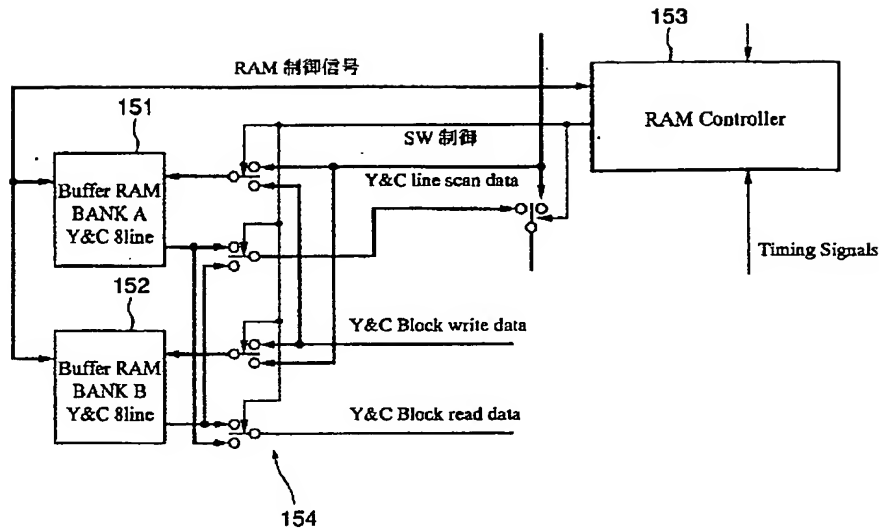 153
RAM 制御信号
151
RAM Controller
SW 制御
Buffer RAM
BANK A
Y&C 8line
Y&C line scan data
152
Timing Signals
Y&C Block write data
Buffer RAM
BANK B
Y&C 8line
Y&C Block read data
154